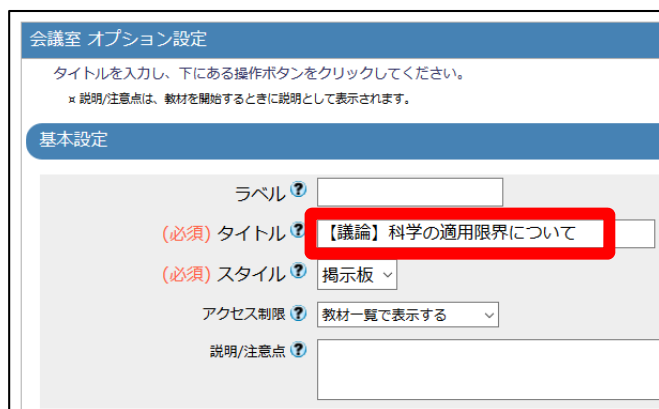 会議室 オプション設定
タイトルを入力し、下にある操作ボタンをクリックしてください。
¤ 説明/注意点は、教材を開始するときに説明として表示されます。
基本設定
ラベル ?
(必須) タイトル ? 【議論】科学の適用限界について
(必須) スタイル ? 掲示板
アクセス制限 ? 教材一覧で表示する
説明/注意点 ?